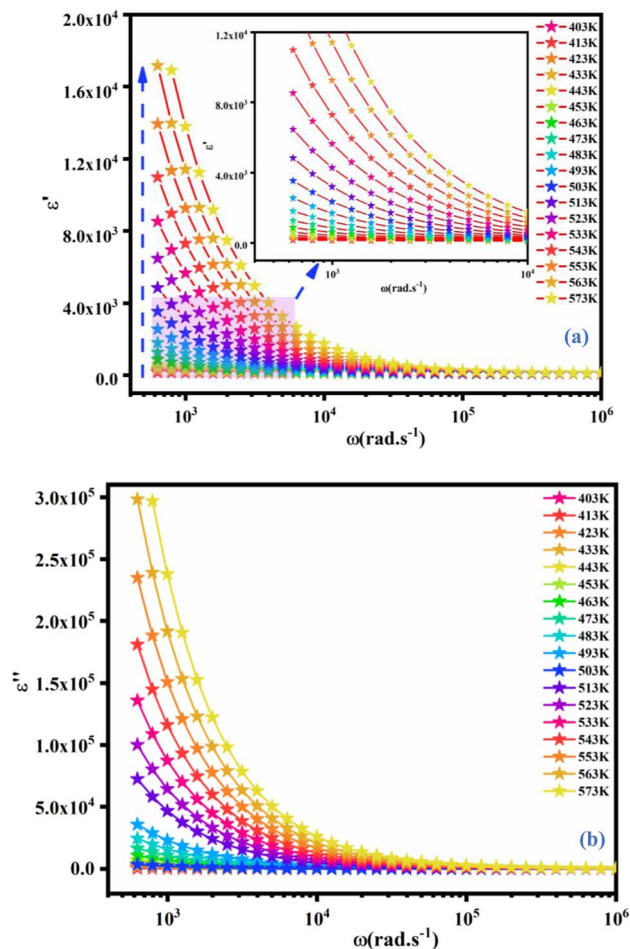 1.2x10⁴
8.0x10³
4.0x10³
0.0
ε'
10³
10⁴
ω(rad.s⁻¹)
403K
413K
423K
433K
443K
453K
463K
473K
483K
493K
503K
513K
523K
533K
543K
553K
563K
573K
1.6x10⁴
1.2x10⁴
8.0x10³
4.0x10³
0.0
ε'
(a)
10³
10⁴
10⁵
10⁶
ω(rad.s⁻¹)
3.0x10⁵
2.5x10⁵
2.0x10⁵
1.5x10⁵
1.0x10⁵
5.0x10⁴
0.0
ε''
403K
413K
423K
433K
443K
453K
463K
473K
483K
493K
503K
513K
523K
533K
543K
553K
563K
573K
(b)
10³
10⁴
10⁵
10⁶
ω(rad.s⁻¹)